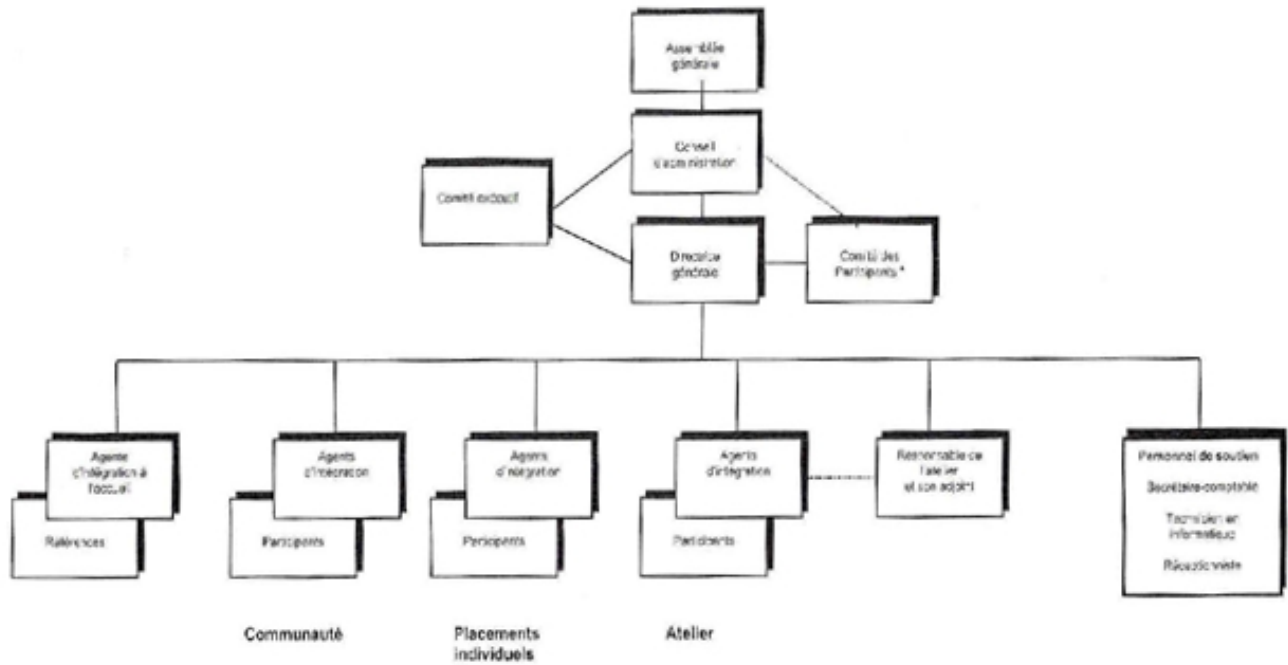 Assemblée
générale
Conseil
d'administration
Comité exécutif
Directrice
générale
Comité des
Participants *
Agents
d'intégration à
l'accueil
Références
Agents
d'intégration
Participants
Agents
d'intégration
Participants
Agents
d'intégration
Participants
Responsable de
l'atelier
et son adjoint
Personnel de soutien
Secrétaire-comptable
Technicien en
informatique
Réceptionniste
Communauté
Placements
individuels
Atelier